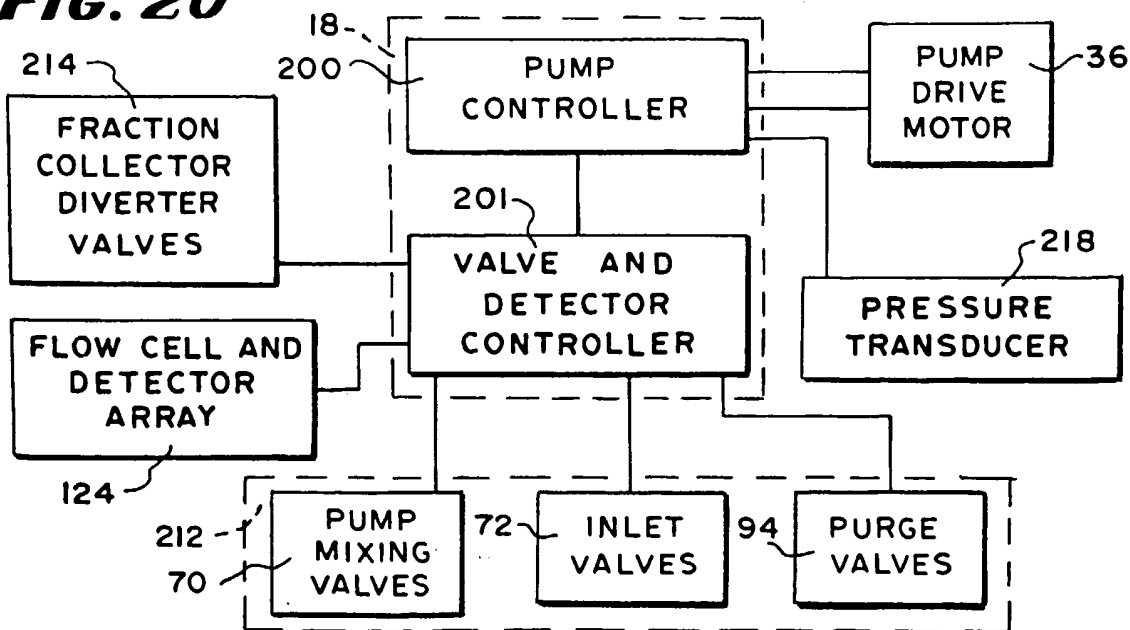 FIG. 20
18
200
PUMP
CONTROLLER
PUMP
DRIVE
MOTOR
36
214
FRACTION
COLLECTOR
DIVERTER
VALVES
201
VALVE AND
DETECTOR
CONTROLLER
218
PRESSURE
TRANSDUCER
FLOW CELL AND
DETECTOR
ARRAY
124
212
70
PUMP
MIXING
VALVES
72
INLET
VALVES
94
PURGE
VALVES